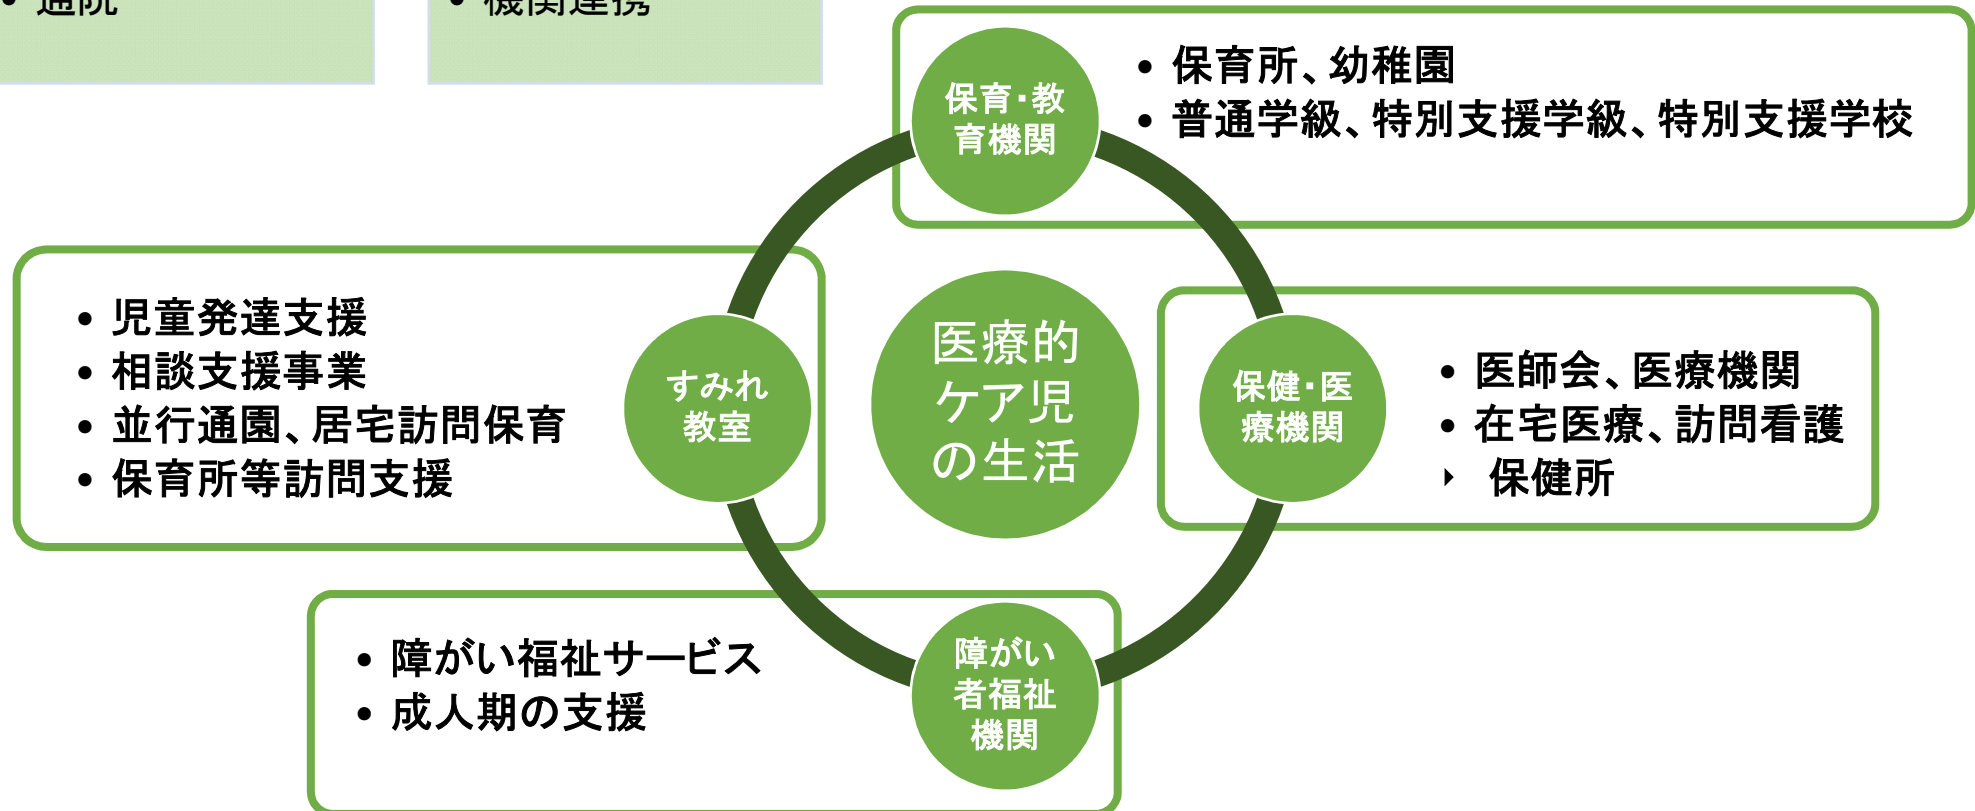 • 通院
• 機関連携
保育・教
育機関
• 保育所、幼稚園
• 普通学級、特別支援学級、特別支援学校
• 児童発達支援
• 相談支援事業
• 並行通園、居宅訪問保育
• 保育所等訪問支援
すみれ
教室
医療的
ケア児
の生活
保健・医
療機関
• 医師会、医療機関
• 在宅医療、訪問看護
‣ 保健所
• 障がい福祉サービス
• 成人期の支援
障がい
者福祉
機関